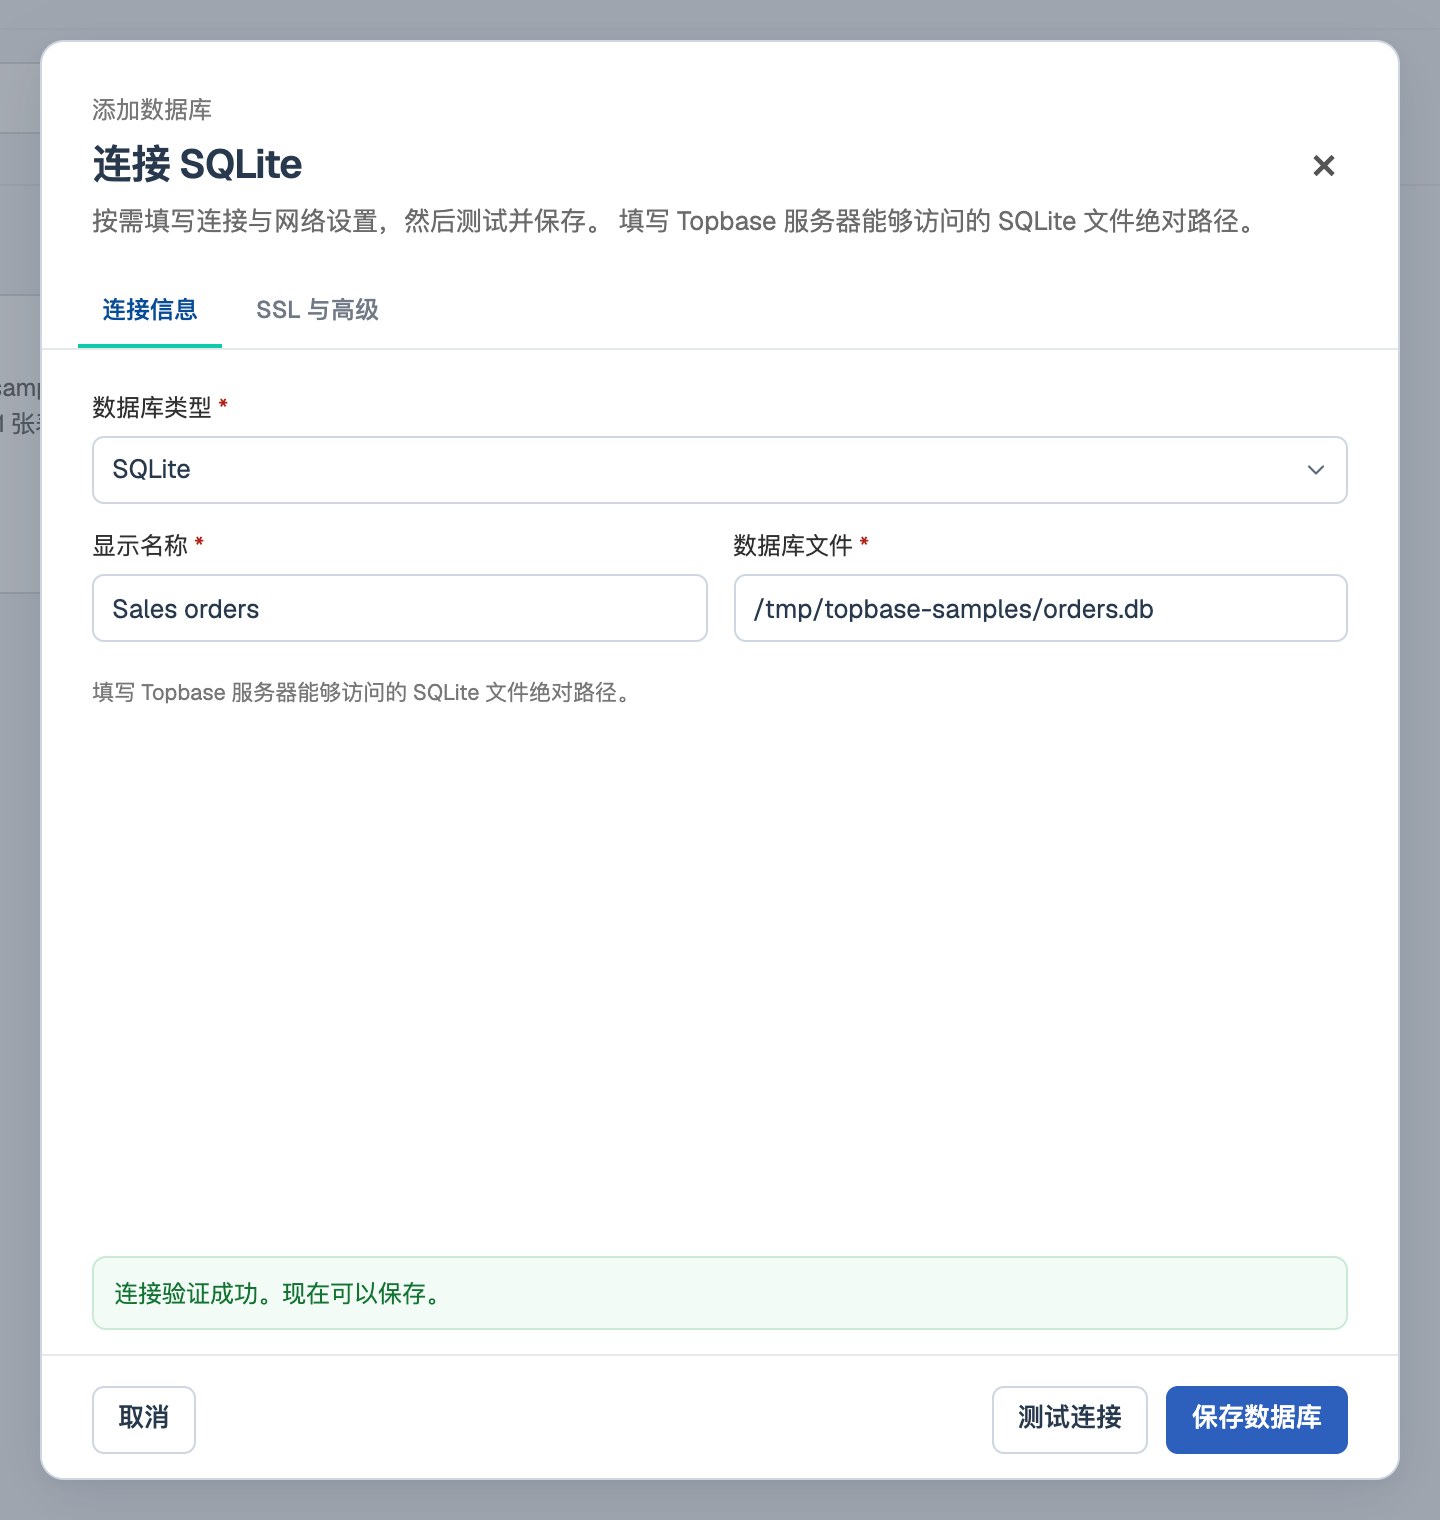 添加数据库
连接 SQLite
按需填写连接与网络设置，然后测试并保存。 填写 Topbase 服务器能够访问的 SQLite 文件绝对路径。
连接信息
SSL 与高级
数据库类型 *
SQLite
显示名称 *
数据库文件 *
Sales orders
/tmp/topbase-samples/orders.db
填写 Topbase 服务器能够访问的 SQLite 文件绝对路径。
连接验证成功。现在可以保存。
取消
测试连接
保存数据库